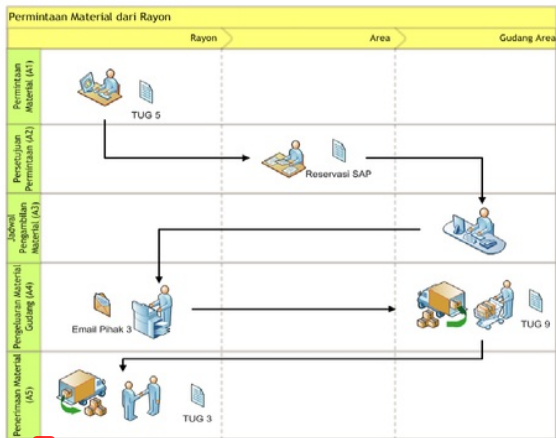 Permintaan Material dari Rayon
Rayon
Area
Gudang Area
Permintaan
Material (A1)
TUG 5
Persetujuan
Permintaan (A2)
Reservasi SAP
Jadwal
Pengambilan
Material (A3)
Pengeluaran Material
Gudang (A4)
Email Pihak 3
TUG 9
Penerimaan Material
(A5)
TUG 3